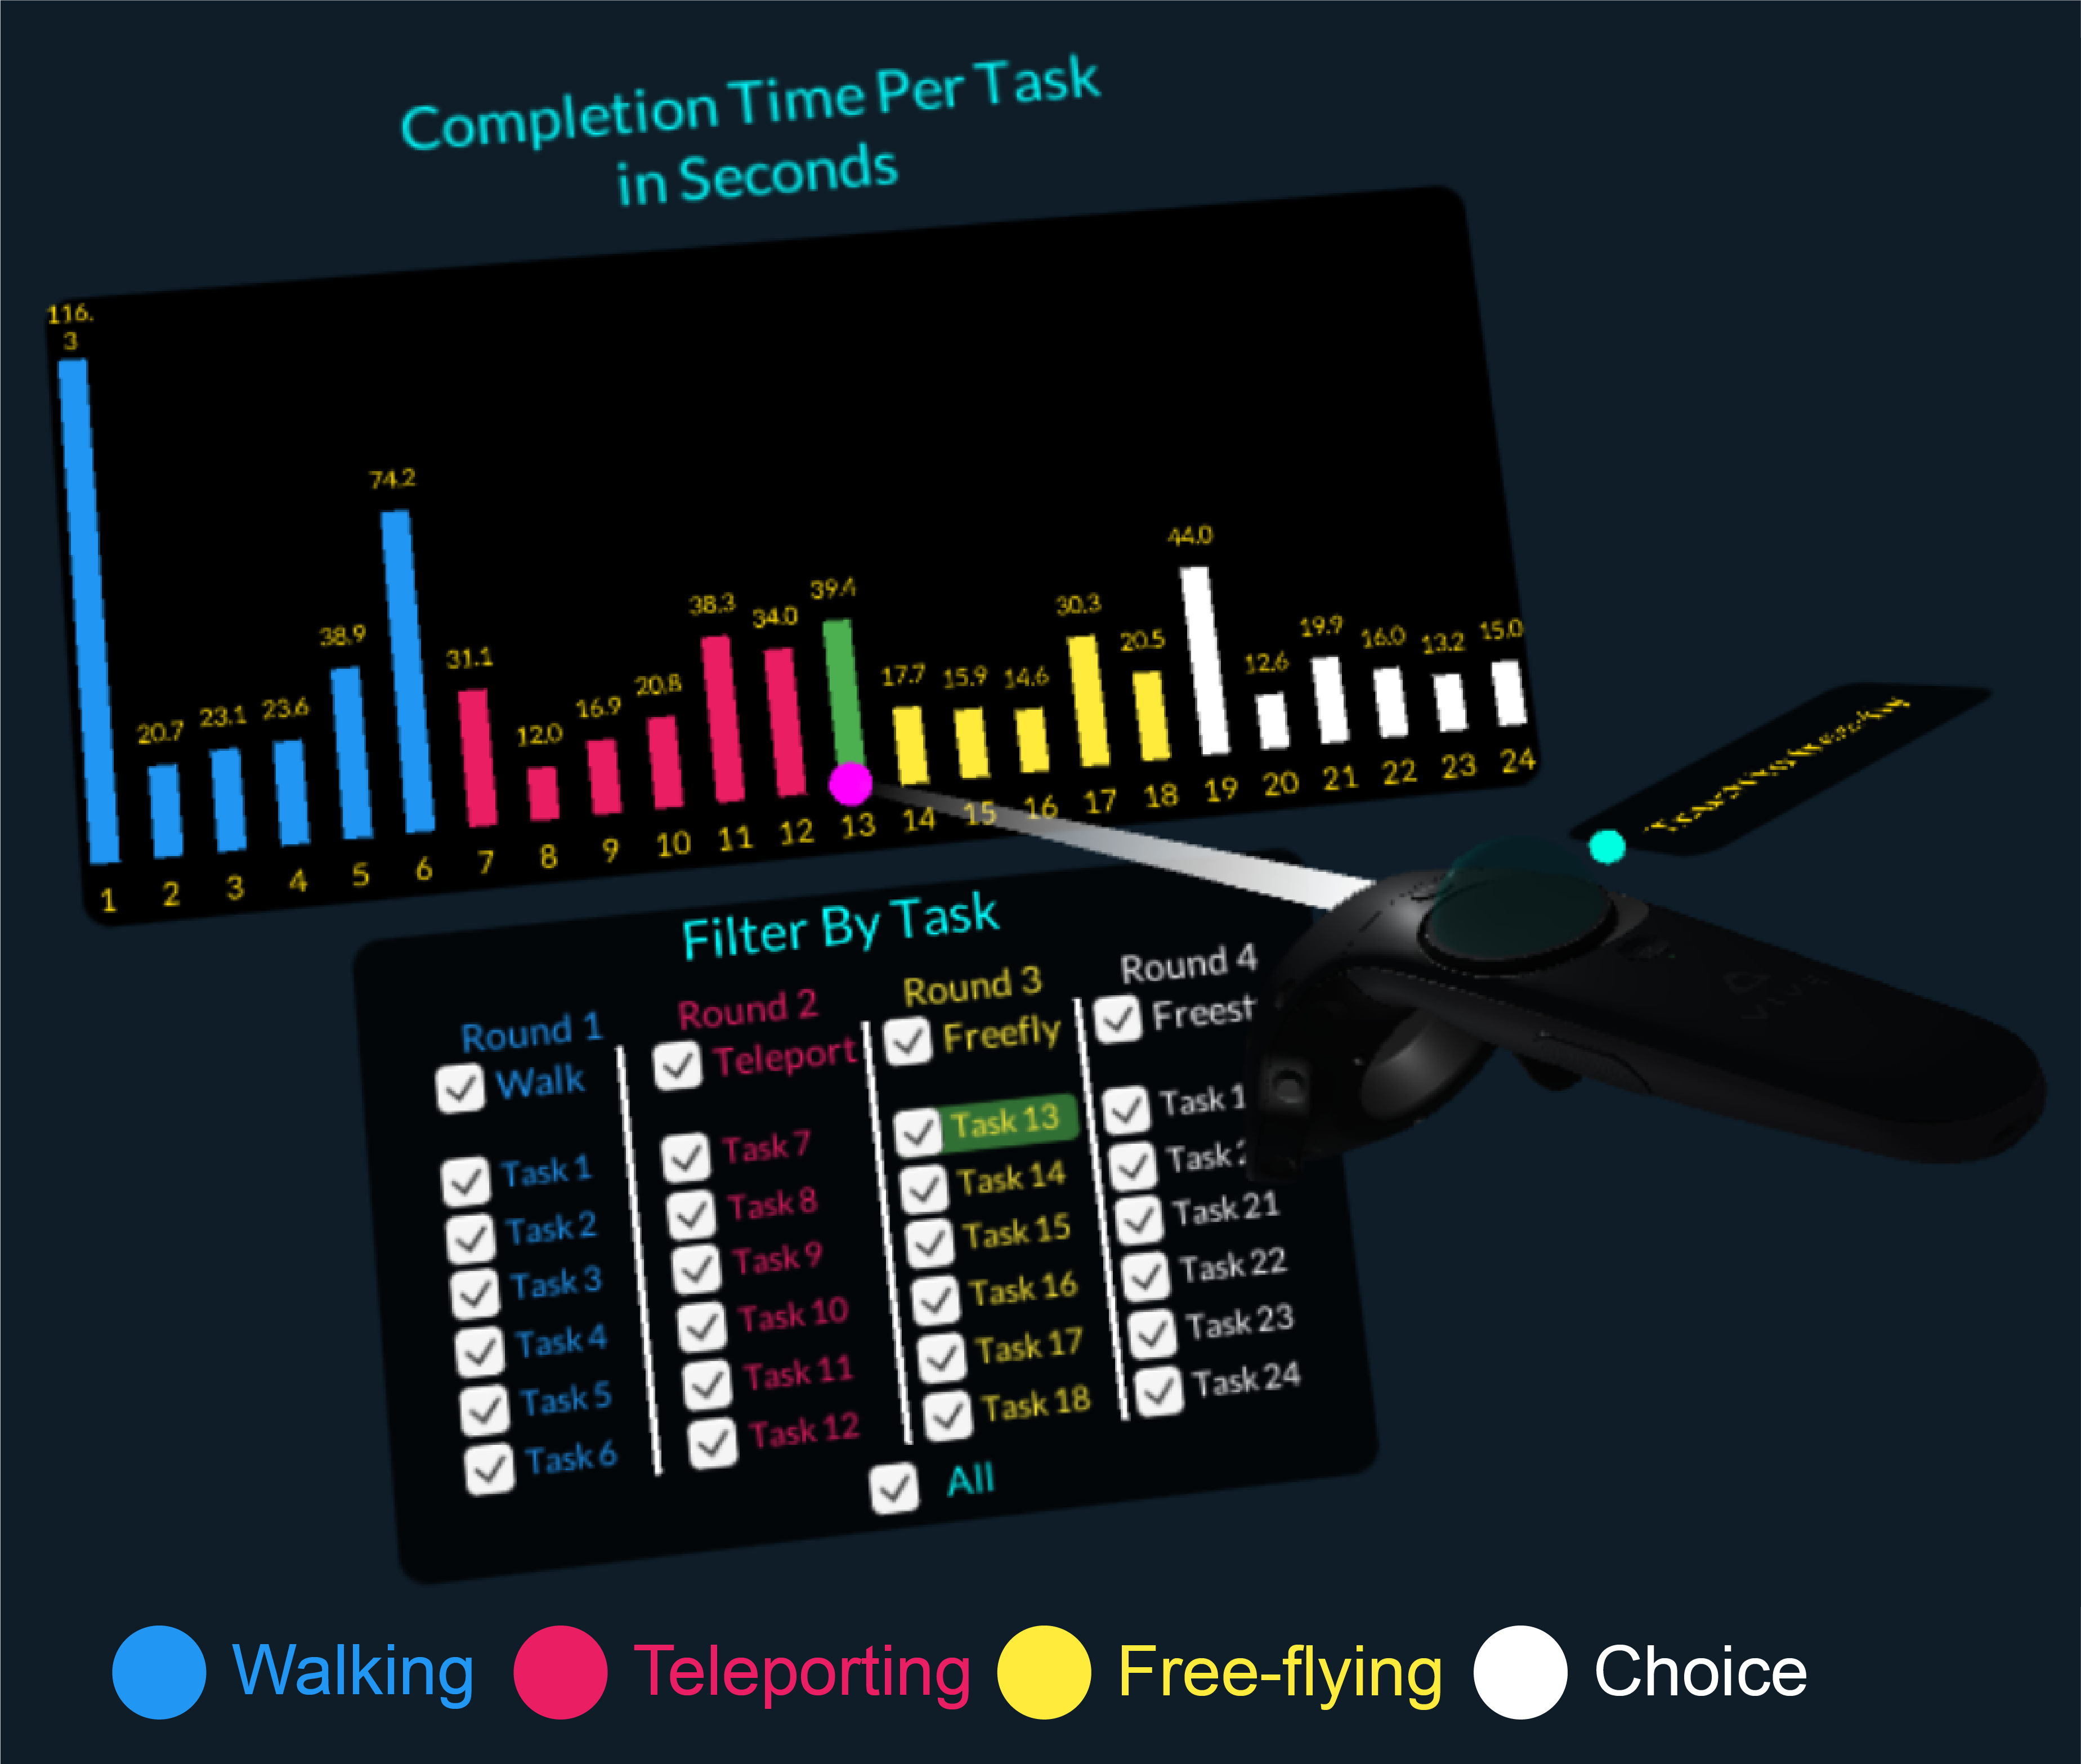 Completion Time Per Task
in Seconds
116.
3
20.7
23.1
23.6
38.9
74.2
31.1
12.0
16.9
20.8
38.3
34.0
39.4
17.7
15.9
14.6
30.3
20.5
44.0
12.6
19.9
16.0
13.2
15.0
1 2 3 4 5 6 7 8 9 10 11 12 13 14 15 16 17 18 19 20 21 22 23 24
Filter By Task
Round 1
Walk
Task 1
Task 2
Task 3
Task 4
Task 5
Task 6
Round 2
Teleport
Task 7
Task 8
Task 9
Task 10
Task 11
Task 12
Round 3
Freefly
Task 13
Task 14
Task 15
Task 16
Task 17
Task 18
Round 4
Freest
Task 1
Task 2
Task 21
Task 22
Task 23
Task 24
All
VIVE
Walking
Teleporting
Free-flying
Choice